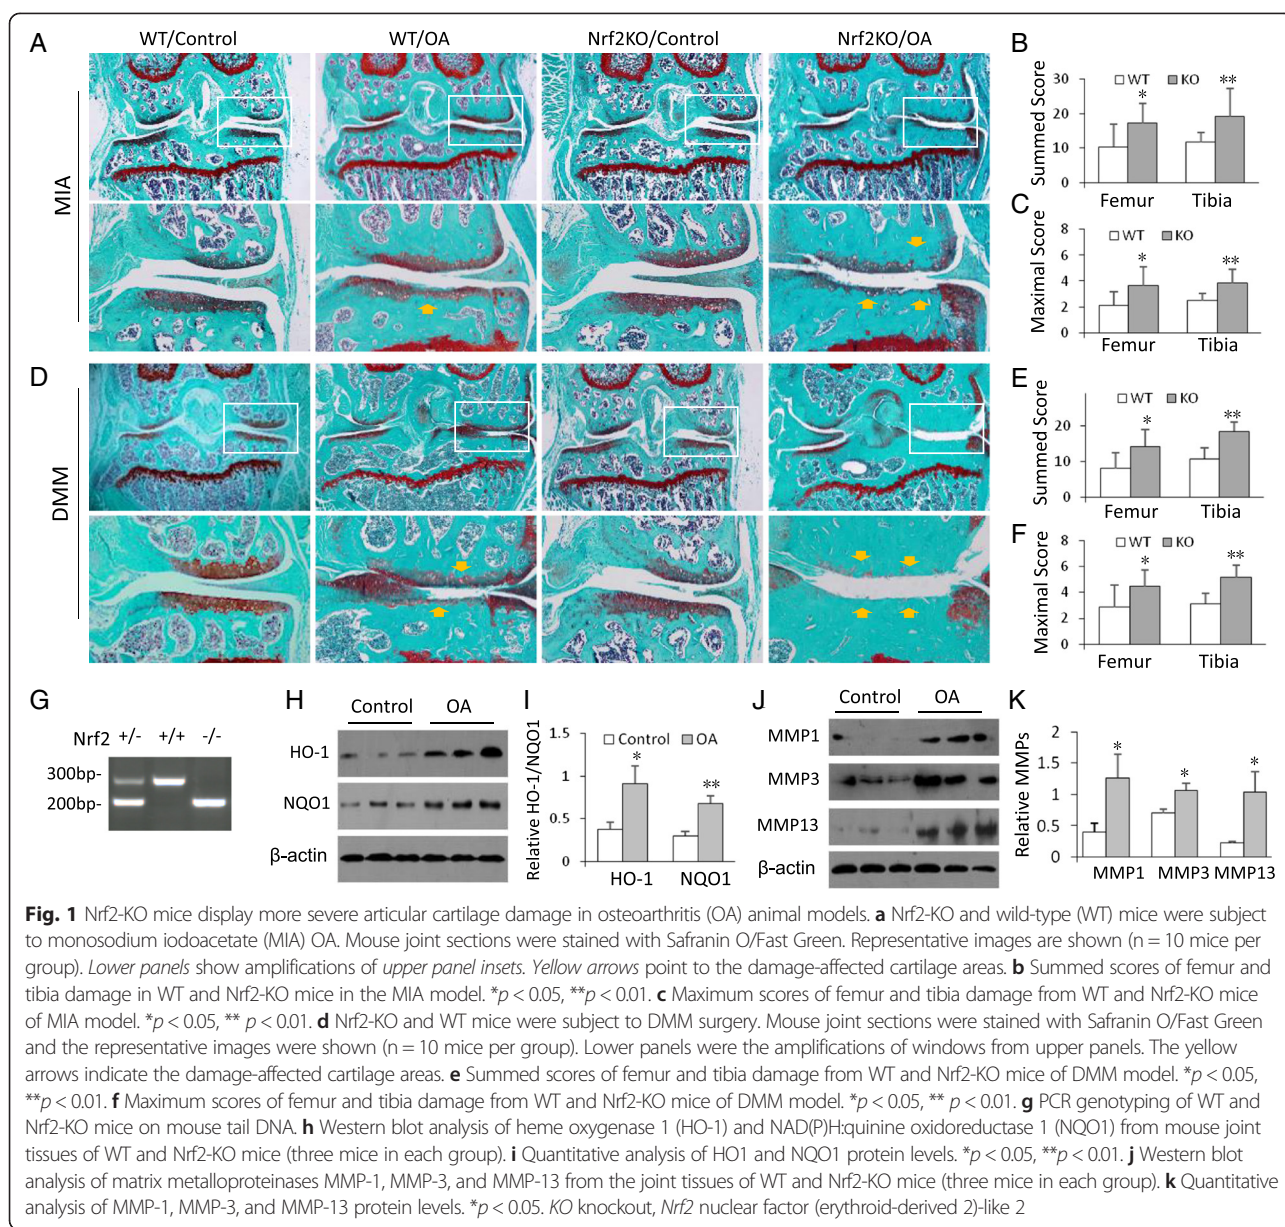 A
WT/Control
WT/OA
Nrf2KO/Control
Nrf2KO/OA
MIA
B
Summed Score
30
20
10
0
WT
KO
*
**
Femur
Tibia
C
Maximal Score
8
6
4
2
0
WT
KO
*
**
Femur
Tibia
D
DMM
E
Summed Score
20
10
0
WT
KO
*
**
Femur
Tibia
F
Maximal Score
8
6
4
2
0
WT
KO
*
**
Femur
Tibia
G
Nrf2 +/- +/+ -/-
300bp-
200bp-
H
Control
OA
HO-1
NQO1
β-actin
I
Relative HO-1/NQO1
1.5
1
0.5
0
Control
OA
*
**
HO-1
NQO1
J
Control
OA
MMP1
MMP3
MMP13
β-actin
K
Relative MMPs
2
1.5
1
0.5
0
*
*
*
MMP1
MMP3
MMP13
Fig. 1 Nrf2-KO mice display more severe articular cartilage damage in osteoarthritis (OA) animal models. a Nrf2-KO and wild-type (WT) mice were subject
to monosodium iodoacetate (MIA) OA. Mouse joint sections were stained with Safranin O/Fast Green. Representative images are shown (n = 10 mice per
group). Lower panels show amplifications of upper panel insets. Yellow arrows point to the damage-affected cartilage areas. b Summed scores of femur and
tibia damage in WT and Nrf2-KO mice in the MIA model. *p < 0.05, **p < 0.01. c Maximum scores of femur and tibia damage from WT and Nrf2-KO mice
of MIA model. *p < 0.05, ** p < 0.01. d Nrf2-KO and WT mice were subject to DMM surgery. Mouse joint sections were stained with Safranin O/Fast Green
and the representative images were shown (n = 10 mice per group). Lower panels were the amplifications of windows from upper panels. The yellow
arrows indicate the damage-affected cartilage areas. e Summed scores of femur and tibia damage from WT and Nrf2-KO mice of DMM model. *p < 0.05,
**p < 0.01. f Maximum scores of femur and tibia damage from WT and Nrf2-KO mice of DMM model. *p < 0.05, ** p < 0.01. g PCR genotyping of WT and
Nrf2-KO mice on mouse tail DNA. h Western blot analysis of heme oxygenase 1 (HO-1) and NAD(P)H:quinine oxidoreductase 1 (NQO1) from mouse joint
tissues of WT and Nrf2-KO mice (three mice in each group). i Quantitative analysis of HO1 and NQO1 protein levels. *p < 0.05, **p < 0.01. j Western blot
analysis of matrix metalloproteinases MMP-1, MMP-3, and MMP-13 from the joint tissues of WT and Nrf2-KO mice (three mice in each group). k Quantitative
analysis of MMP-1, MMP-3, and MMP-13 protein levels. *p < 0.05. KO knockout, Nrf2 nuclear factor (erythroid-derived 2)-like 2